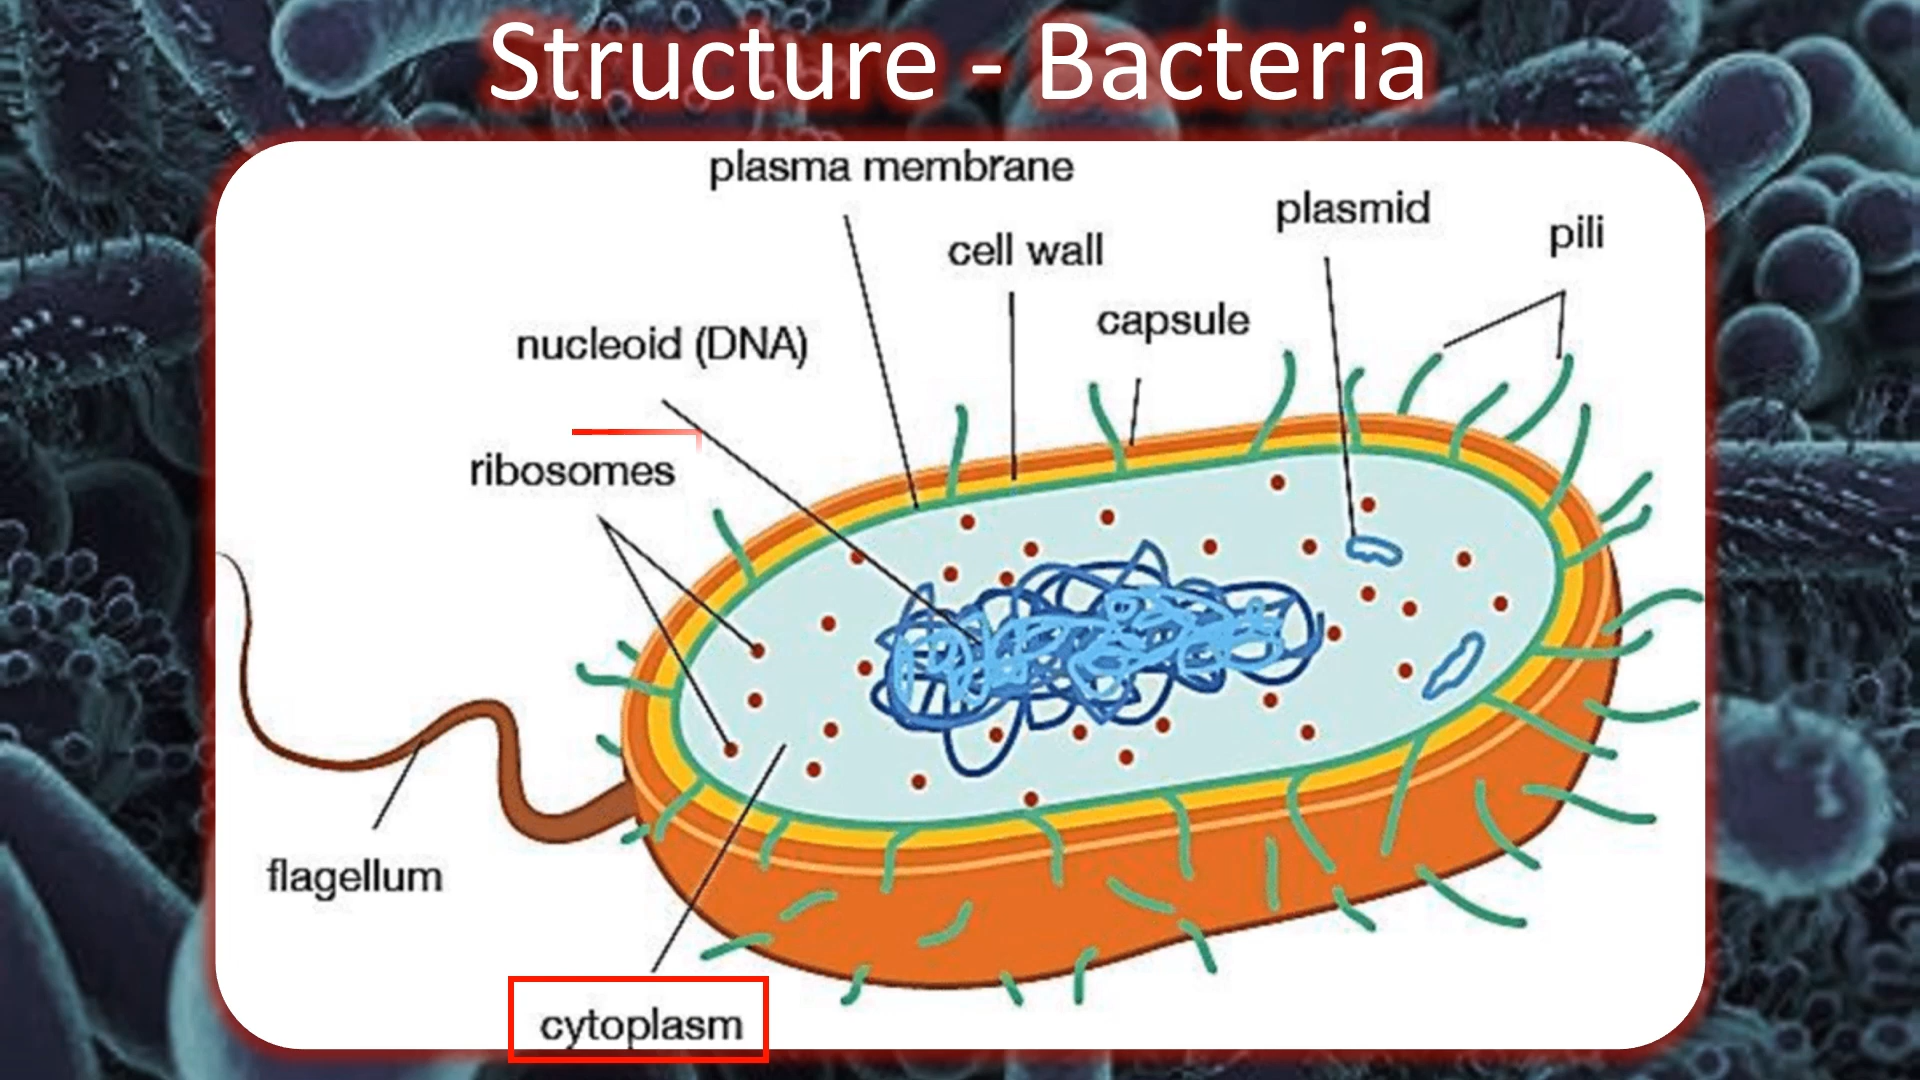 Structure - Bacteria
plasma membrane
plasmid
pili
cell wall
capsule
nucleoid (DNA)
ribosomes
flagellum
cytoplasm